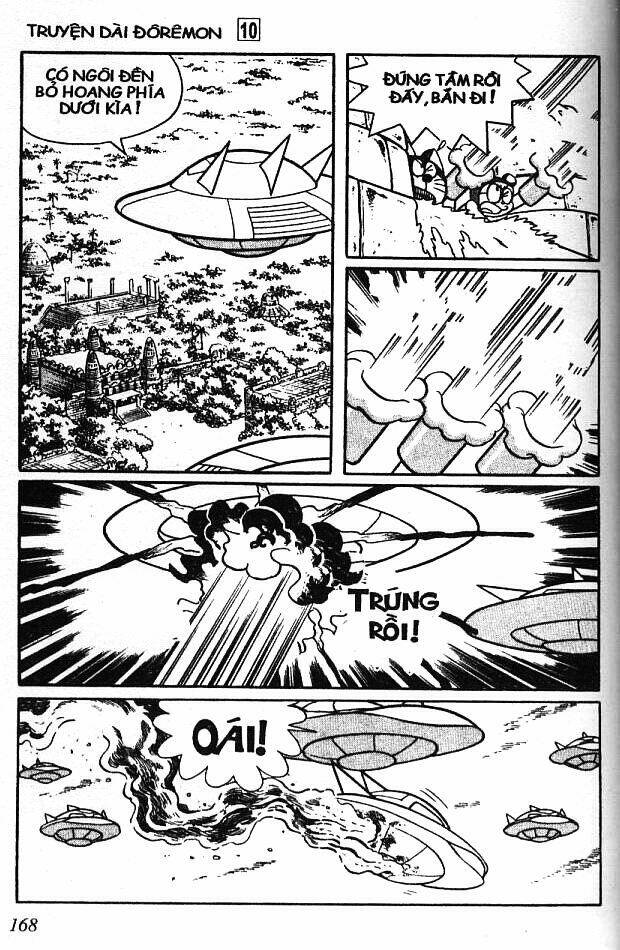 TRUYỆN DÀI ĐÔRÊMON 10
CÓ NGÔI ĐỀN
BỎ HOANG PHÍA
DƯỚI KÌA!
ĐÚNG TẦM RỒI
ĐẤY, BẮN ĐI!
TRÚNG
RỒI!
OÁI!
168